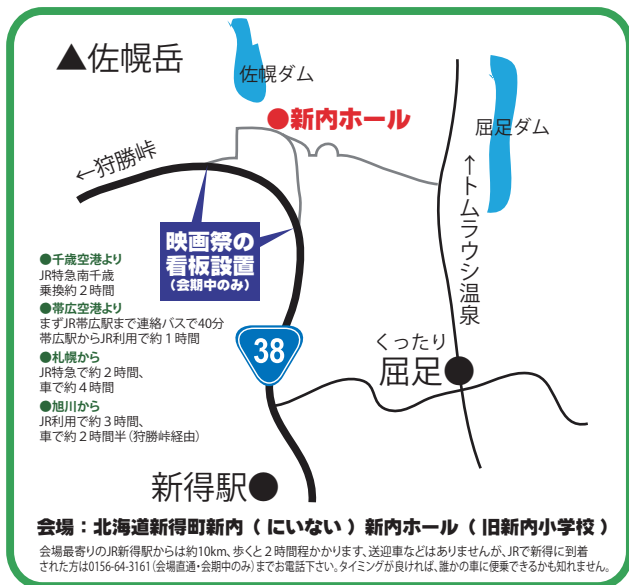 ▲佐幌岳
佐幌ダム
●新内ホール
屈足ダム
←狩勝峠
←トムラウシ温泉
映画祭の
看板設置
(会期中のみ)
●千歳空港より
JR特急南千歳
乗換約２時間
●帯広空港より
まずJR帯広駅まで連絡バスで40分
帯広駅からJR利用で約１時間
●札幌から
JR特急で約２時間、
車で約４時間
●旭川から
JR利用で約３時間、
車で約２時間半（狩勝峠経由）
38
くったり
屈足●
新得駅●
会場：北海道新得町新内（にいない）新内ホール（旧新内小学校）
会場最寄りのJR新得駅からは約10km、歩くと２時間程かかります、送迎車などはありませんが、JRで新得に到着
された方は0156-64-3161（会場直通・会期中のみ）までお電話下さい。タイミングが良ければ、誰かの車に便乗できるかも知れません。